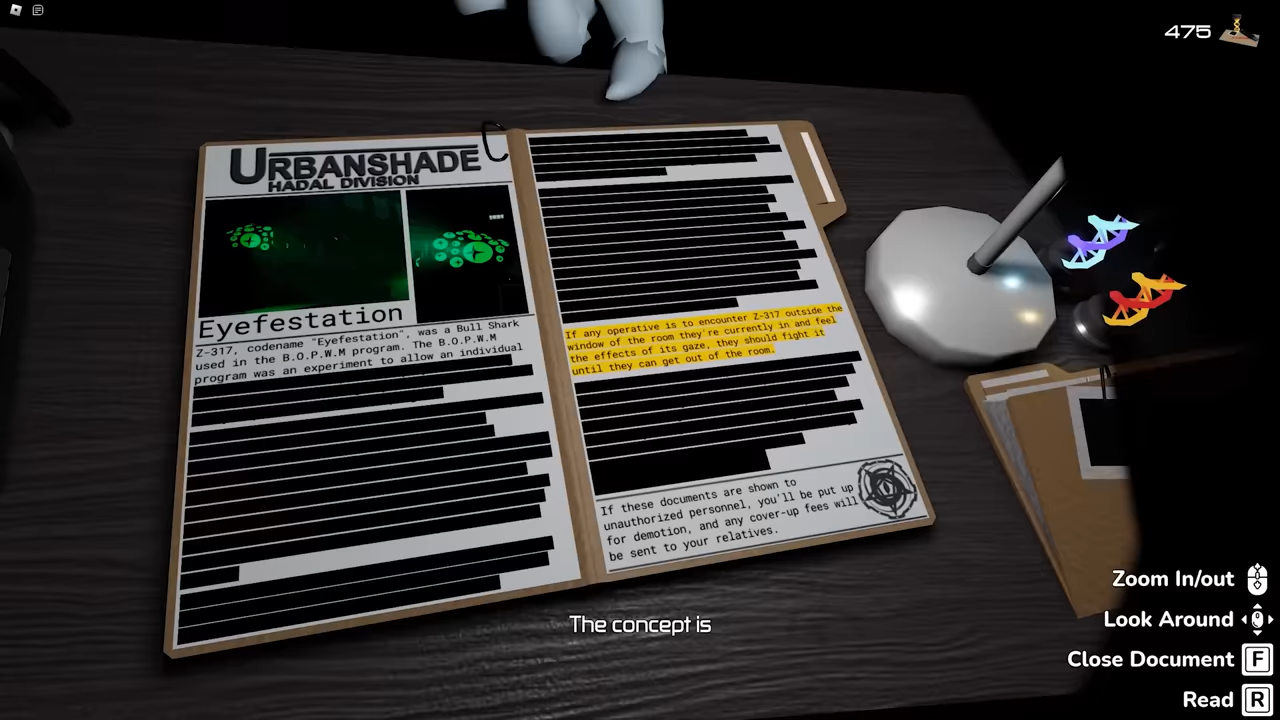 475
URBANSHADE
HADAL DIVISION
Eyefestation
Z-317, codename "Eyefestation", was a Bull Shark
used in the B.O.P.W.M program. The B.O.P.W.M
program was an experiment to allow an individual
If any operative is to encounter Z-317 outside the
window of the room they're currently in and feel
the effects of its gaze, they should fight it
until they can get out of the room.
If these documents are shown to
unauthorized personnel, you'll be put up
for demotion, and any cover-up fees will
be sent to your relatives.
The concept is
Zoom In/out
Look Around
Close Document F
Read R